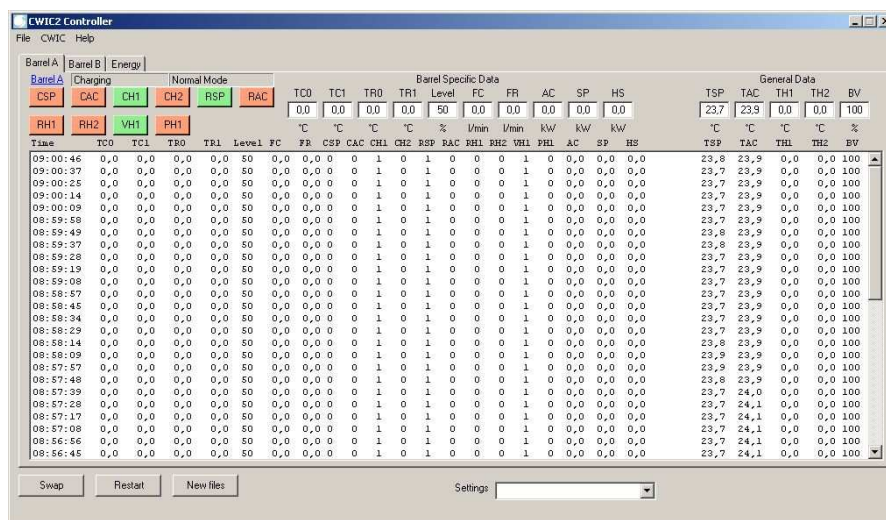 CWIC2 Controller
File CWIC Help
Barrel A Barrel B Energy
Barrel A Charging Normal Mode Barrel Specific Data General Data
CSP CAC CH1 CH2 RSP RAC TC0 TC1 TR0 TR1 Level FC FR AC SP HS TSP TAC TH1 TH2 BV
0,0 0,0 0,0 0,0 50 0,0 0,0 0,0 0,0 0,0 23,7 23,9 0,0 0,0 100
RH1 RH2 VH1 PH1 °C °C °C °C % l/min l/min kW kW kW °C °C °C °C %
Time TC0 TC1 TR0 TR1 Level FC FR CSP CAC CH1 CH2 RSP RAC RH1 RH2 VH1 PH1 AC SP HS TSP TAC TH1 TH2 BV
09:00:46 0,0 0,0 0,0 0,0 50 0,0 0,0 0 0 1 0 1 0 0 0 1 0 0,0 0,0 0,0 23,8 23,9 0,0 0,0 100
09:00:37 0,0 0,0 0,0 0,0 50 0,0 0,0 0 0 1 0 1 0 0 0 1 0 0,0 0,0 0,0 23,7 23,9 0,0 0,0 100
09:00:25 0,0 0,0 0,0 0,0 50 0,0 0,0 0 0 1 0 1 0 0 0 1 0 0,0 0,0 0,0 23,7 23,9 0,0 0,0 100
09:00:14 0,0 0,0 0,0 0,0 50 0,0 0,0 0 0 1 0 1 0 0 0 1 0 0,0 0,0 0,0 23,7 23,9 0,0 0,0 100
09:00:09 0,0 0,0 0,0 0,0 50 0,0 0,0 0 0 1 0 1 0 0 0 1 0 0,0 0,0 0,0 23,7 23,9 0,0 0,0 100
08:59:58 0,0 0,0 0,0 0,0 50 0,0 0,0 0 0 1 0 1 0 0 0 1 0 0,0 0,0 0,0 23,7 23,9 0,0 0,0 100
08:59:49 0,0 0,0 0,0 0,0 50 0,0 0,0 0 0 1 0 1 0 0 0 1 0 0,0 0,0 0,0 23,8 23,9 0,0 0,0 100
08:59:37 0,0 0,0 0,0 0,0 50 0,0 0,0 0 0 1 0 1 0 0 0 1 0 0,0 0,0 0,0 23,8 23,9 0,0 0,0 100
08:59:28 0,0 0,0 0,0 0,0 50 0,0 0,0 0 0 1 0 1 0 0 0 1 0 0,0 0,0 0,0 23,7 23,9 0,0 0,0 100
08:59:19 0,0 0,0 0,0 0,0 50 0,0 0,0 0 0 1 0 1 0 0 0 1 0 0,0 0,0 0,0 23,7 23,9 0,0 0,0 100
08:59:08 0,0 0,0 0,0 0,0 50 0,0 0,0 0 0 1 0 1 0 0 0 1 0 0,0 0,0 0,0 23,7 23,9 0,0 0,0 100
08:58:57 0,0 0,0 0,0 0,0 50 0,0 0,0 0 0 1 0 1 0 0 0 1 0 0,0 0,0 0,0 23,7 23,9 0,0 0,0 100
08:58:45 0,0 0,0 0,0 0,0 50 0,0 0,0 0 0 1 0 1 0 0 0 1 0 0,0 0,0 0,0 23,7 23,9 0,0 0,0 100
08:58:34 0,0 0,0 0,0 0,0 50 0,0 0,0 0 0 1 0 1 0 0 0 1 0 0,0 0,0 0,0 23,7 23,9 0,0 0,0 100
08:58:29 0,0 0,0 0,0 0,0 50 0,0 0,0 0 0 1 0 1 0 0 0 1 0 0,0 0,0 0,0 23,7 23,9 0,0 0,0 100
08:58:14 0,0 0,0 0,0 0,0 50 0,0 0,0 0 0 1 0 1 0 0 0 1 0 0,0 0,0 0,0 23,8 23,9 0,0 0,0 100
08:58:09 0,0 0,0 0,0 0,0 50 0,0 0,0 0 0 1 0 1 0 0 0 1 0 0,0 0,0 0,0 23,9 23,9 0,0 0,0 100
08:57:57 0,0 0,0 0,0 0,0 50 0,0 0,0 0 0 1 0 1 0 0 0 1 0 0,0 0,0 0,0 23,9 23,9 0,0 0,0 100
08:57:48 0,0 0,0 0,0 0,0 50 0,0 0,0 0 0 1 0 1 0 0 0 1 0 0,0 0,0 0,0 23,8 23,9 0,0 0,0 100
08:57:39 0,0 0,0 0,0 0,0 50 0,0 0,0 0 0 1 0 1 0 0 0 1 0 0,0 0,0 0,0 23,7 24,0 0,0 0,0 100
08:57:28 0,0 0,0 0,0 0,0 50 0,0 0,0 0 0 1 0 1 0 0 0 1 0 0,0 0,0 0,0 23,7 24,1 0,0 0,0 100
08:57:17 0,0 0,0 0,0 0,0 50 0,0 0,0 0 0 1 0 1 0 0 0 1 0 0,0 0,0 0,0 23,7 24,1 0,0 0,0 100
08:57:08 0,0 0,0 0,0 0,0 50 0,0 0,0 0 0 1 0 1 0 0 0 1 0 0,0 0,0 0,0 23,7 24,1 0,0 0,0 100
08:56:56 0,0 0,0 0,0 0,0 50 0,0 0,0 0 0 1 0 1 0 0 0 1 0 0,0 0,0 0,0 23,7 24,1 0,0 0,0 100
08:56:45 0,0 0,0 0,0 0,0 50 0,0 0,0 0 0 1 0 1 0 0 0 1 0 0,0 0,0 0,0 23,7 24,1 0,0 0,0 100
Swap Restart New files Settings